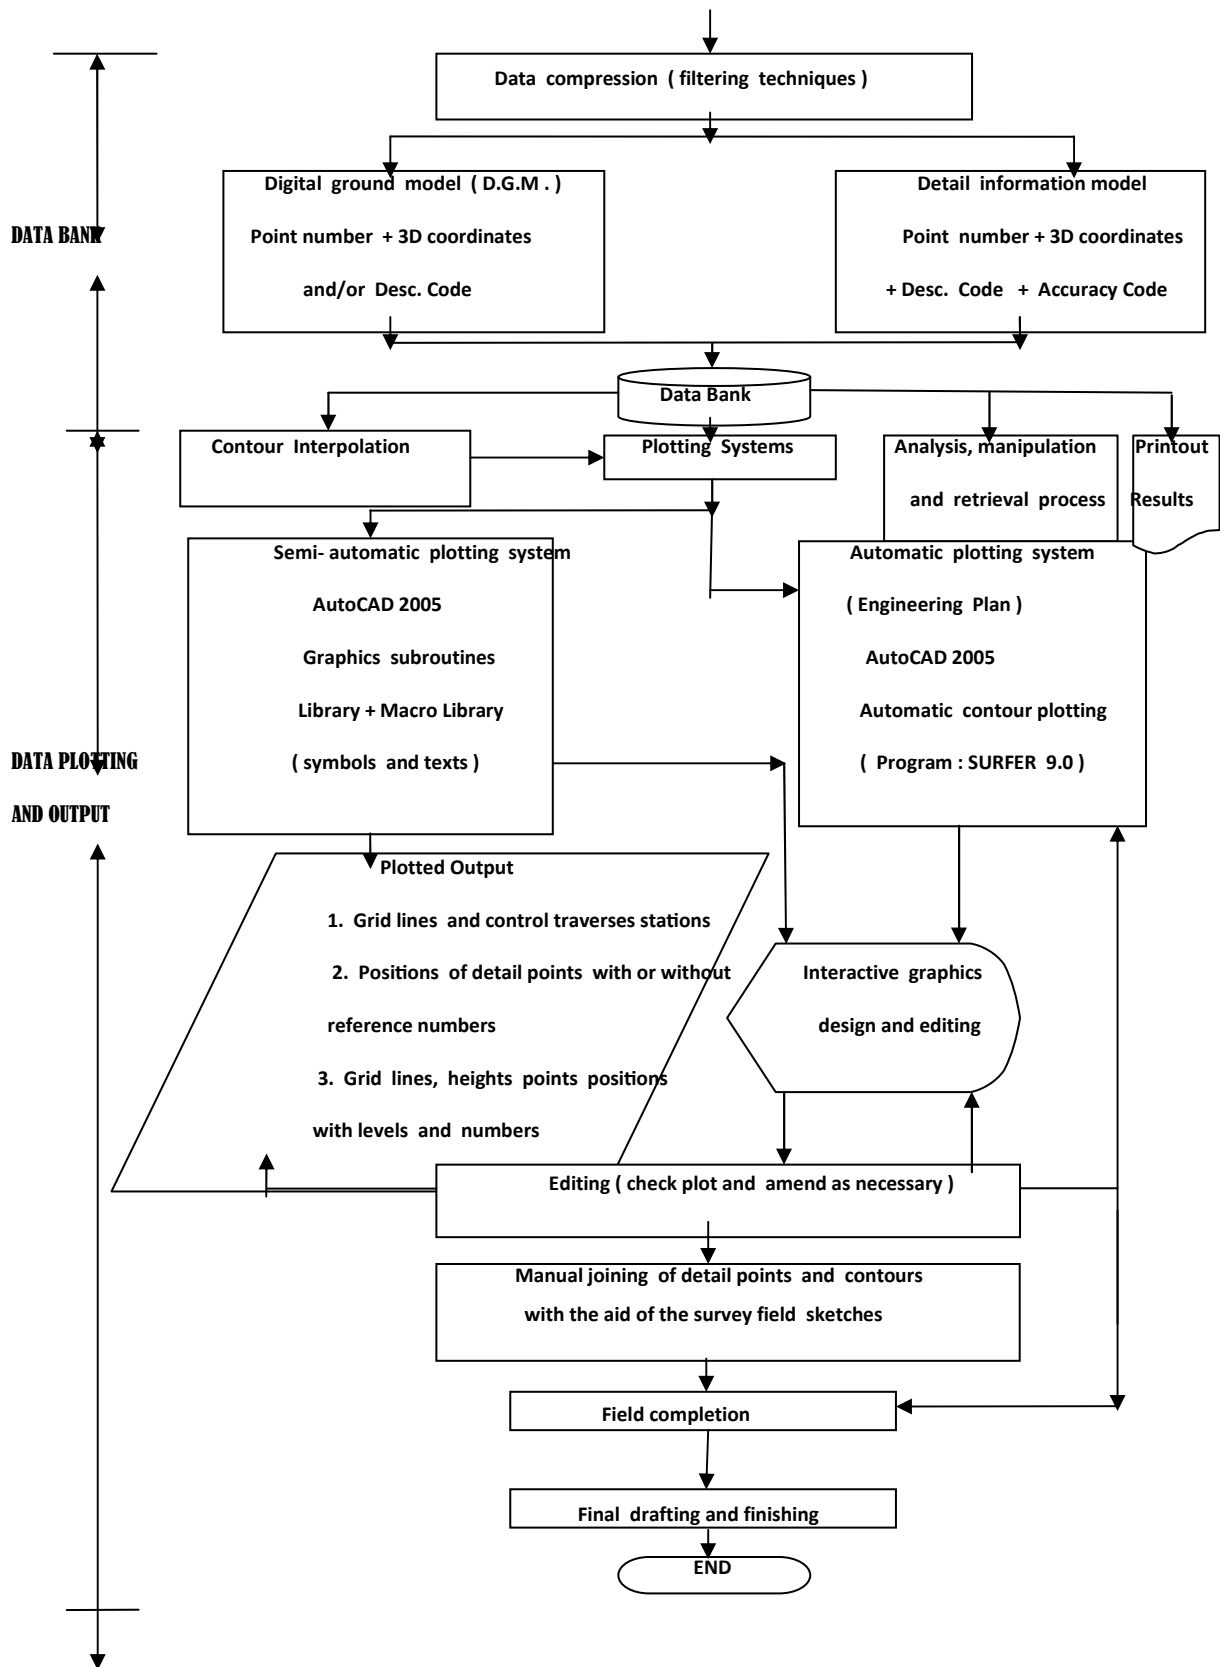 Data compression ( filtering techniques )
Digital ground model ( D.G.M . )
Point number + 3D coordinates
and/or Desc. Code
Detail information model
Point number + 3D coordinates
+ Desc. Code + Accuracy Code
DATA BANK
Data Bank
Contour Interpolation
Plotting Systems
Analysis, manipulation
and retrieval process
Printout
Results
Semi- automatic plotting system
AutoCAD 2005
Graphics subroutines
Library + Macro Library
( symbols and texts )
Automatic plotting system
( Engineering Plan )
AutoCAD 2005
Automatic contour plotting
( Program : SURFER 9.0 )
DATA PLOTTING
AND OUTPUT
Plotted Output
1. Grid lines and control traverses stations
2. Positions of detail points with or without
reference numbers
3. Grid lines, heights points positions
with levels and numbers
Interactive graphics
design and editing
Editing ( check plot and amend as necessary )
Manual joining of detail points and contours
with the aid of the survey field sketches
Field completion
Final drafting and finishing
END